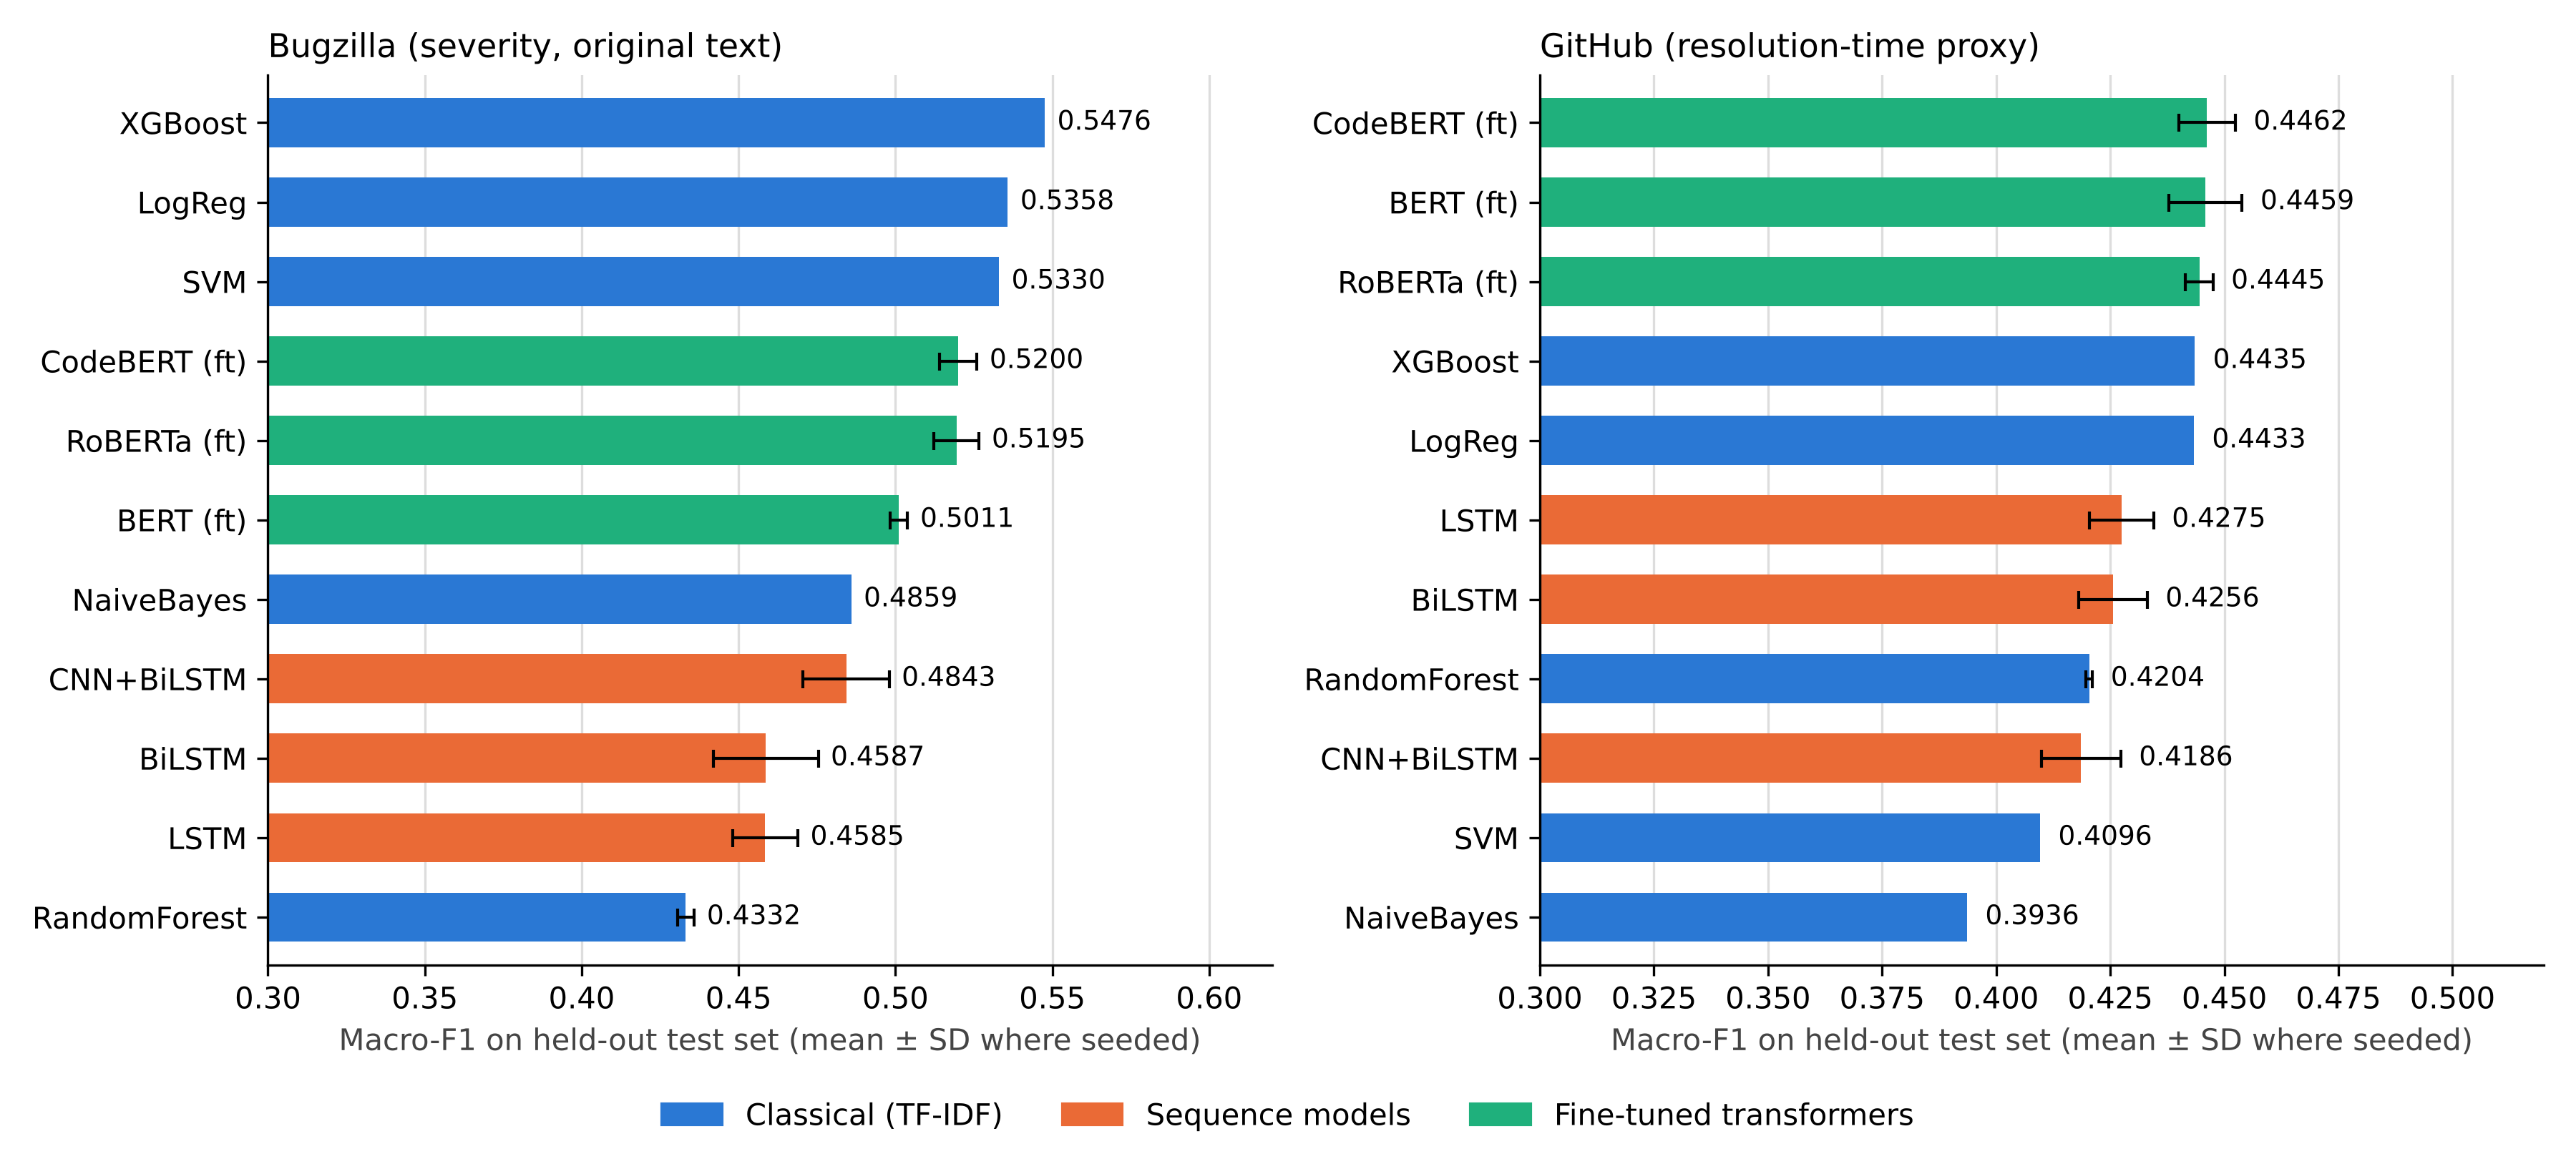 Bugzilla (severity, original text)
XGBoost 0.5476
LogReg 0.5358
SVM 0.5330
CodeBERT (ft) 0.5200
RoBERTa (ft) 0.5195
BERT (ft) 0.5011
NaiveBayes 0.4859
CNN+BiLSTM 0.4843
BiLSTM 0.4587
LSTM 0.4585
RandomForest 0.4332
0.30 0.35 0.40 0.45 0.50 0.55 0.60
Macro-F1 on held-out test set (mean ± SD where seeded)
GitHub (resolution-time proxy)
CodeBERT (ft) 0.4462
BERT (ft) 0.4459
RoBERTa (ft) 0.4445
XGBoost 0.4435
LogReg 0.4433
LSTM 0.4275
BiLSTM 0.4256
RandomForest 0.4204
CNN+BiLSTM 0.4186
SVM 0.4096
NaiveBayes 0.3936
0.300 0.325 0.350 0.375 0.400 0.425 0.450 0.475 0.500
Macro-F1 on held-out test set (mean ± SD where seeded)
Classical (TF-IDF) Sequence models Fine-tuned transformers